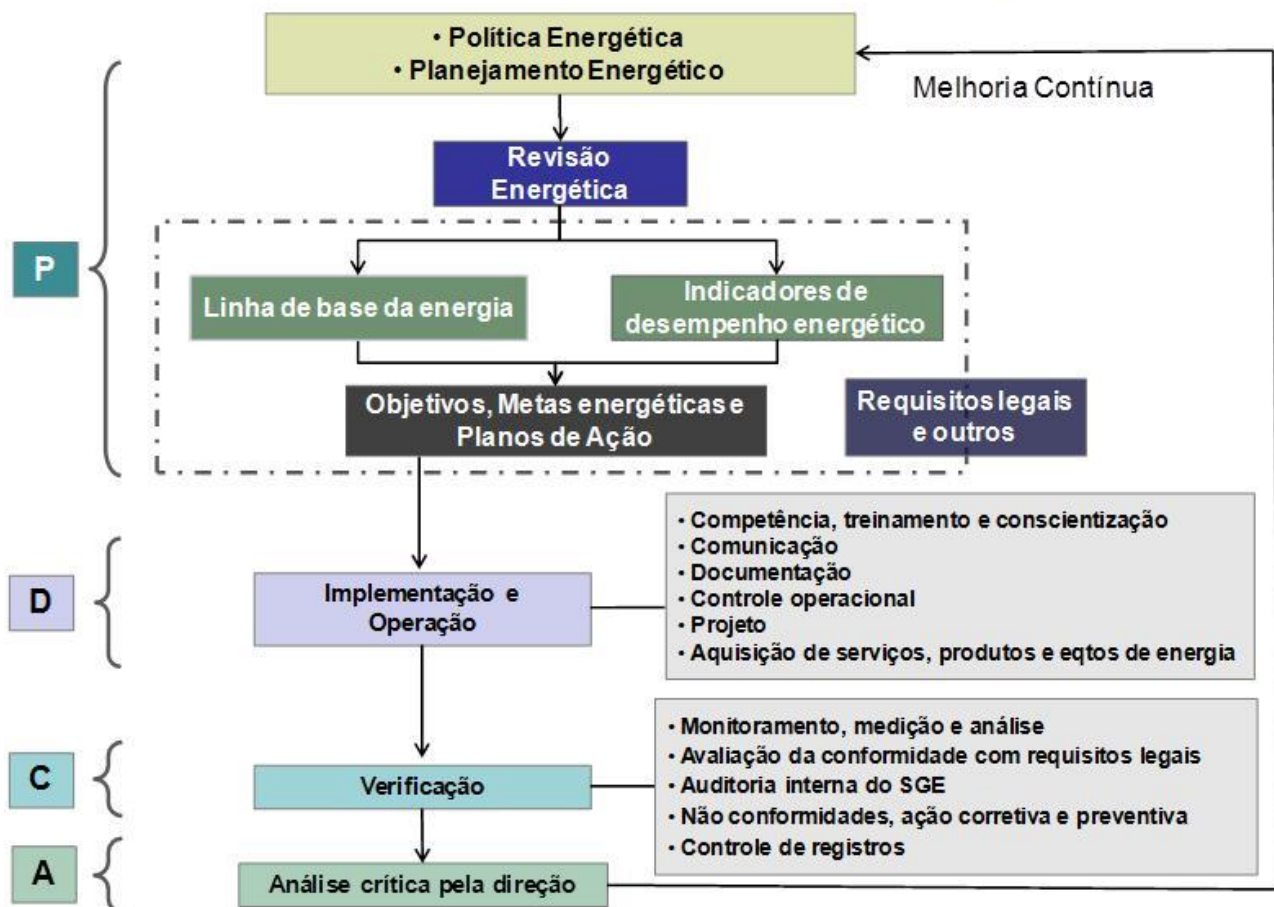 • Política Energética
• Planejamento Energético
Melhoria Contínua
Revisão
Energética
P
Linha de base da energia
Indicadores de
desempenho energético
Objetivos, Metas energéticas e
Planos de Ação
Requisitos legais
e outros
D
Implementação e
Operação
• Competência, treinamento e conscientização
• Comunicação
• Documentação
• Controle operacional
• Projeto
• Aquisição de serviços, produtos e eqtos de energia
C
Verificação
• Monitoramento, medição e análise
• Avaliação da conformidade com requisitos legais
• Auditoria interna do SGE
• Não conformidades, ação corretiva e preventiva
• Controle de registros
A
Análise crítica pela direção